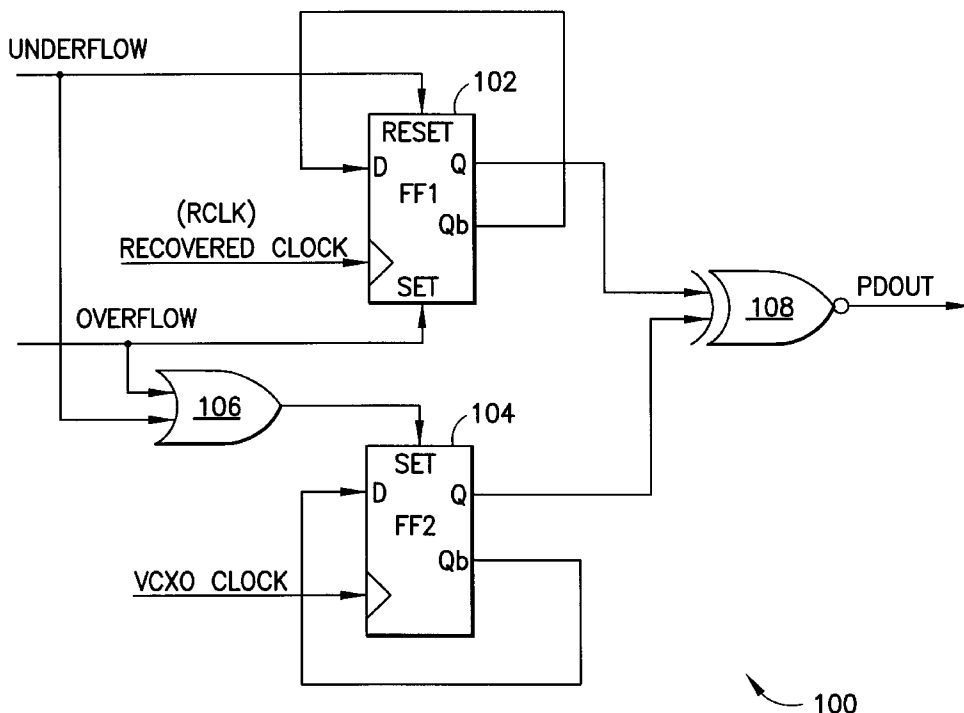 UNDERFLOW
102
RESET
D Q
FF1
Qb
(RCLK)
RECOVERED CLOCK
SET
108
PDOUT
OVERFLOW
106
104
SET
D Q
FF2
Qb
VCXO CLOCK
100